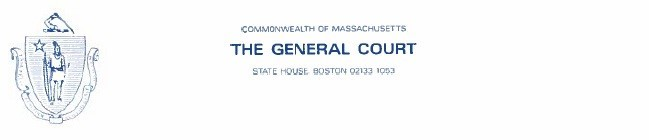 COMMONWEALTH OF MASSACHUSETTS
THE GENERAL COURT
STATE HOUSE, BOSTON 02133 1053